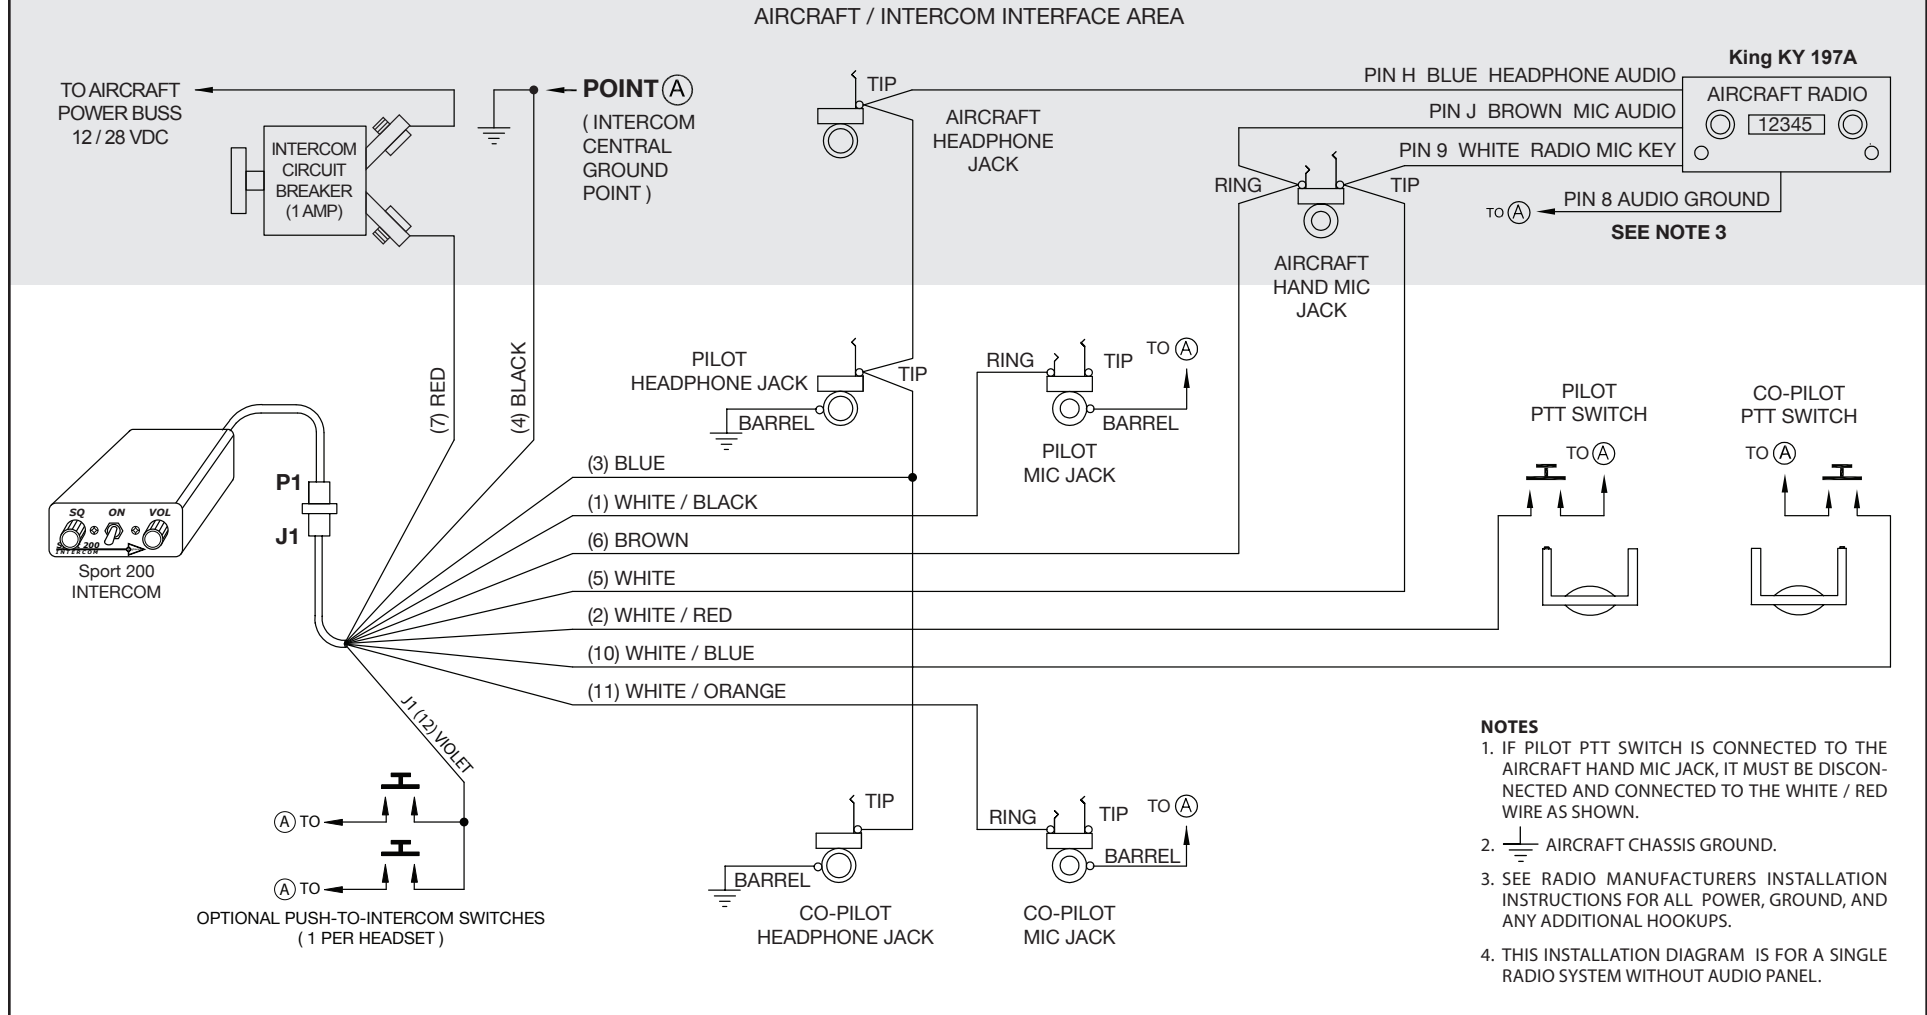 AIRCRAFT / INTERCOM INTERFACE AREA
TO AIRCRAFT
POWER BUSS
12 / 28 VDC
INTERCOM
CIRCUIT
BREAKER
(1 AMP)
POINT A
( INTERCOM
CENTRAL
GROUND
POINT )
TIP
AIRCRAFT
HEADPHONE
JACK
King KY 197A
AIRCRAFT RADIO
12345
PIN H BLUE HEADPHONE AUDIO
PIN J BROWN MIC AUDIO
PIN 9 WHITE RADIO MIC KEY
RING
TIP
PIN 8 AUDIO GROUND
TO A
SEE NOTE 3
AIRCRAFT
HAND MIC
JACK
(7) RED
(4) BLACK
PILOT
HEADPHONE JACK
TIP
BARREL
RING
TIP
TO A
BARREL
PILOT
MIC JACK
PILOT
PTT SWITCH
TO A
CO-PILOT
PTT SWITCH
TO A
P1
J1
SQ
ON
VOL
200
INTERCOM
Sport 200
INTERCOM
(3) BLUE
(1) WHITE / BLACK
(6) BROWN
(5) WHITE
(2) WHITE / RED
(10) WHITE / BLUE
(11) WHITE / ORANGE
J1 (12) VIOLET
A TO
A TO
OPTIONAL PUSH-TO-INTERCOM SWITCHES
( 1 PER HEADSET )
TIP
BARREL
CO-PILOT
HEADPHONE JACK
RING
TIP
TO A
BARREL
CO-PILOT
MIC JACK
NOTES
1. IF PILOT PTT SWITCH IS CONNECTED TO THE
AIRCRAFT HAND MIC JACK, IT MUST BE DISCON-
NECTED AND CONNECTED TO THE WHITE / RED
WIRE AS SHOWN.
2. AIRCRAFT CHASSIS GROUND.
3. SEE RADIO MANUFACTURERS INSTALLATION
INSTRUCTIONS FOR ALL POWER, GROUND, AND
ANY ADDITIONAL HOOKUPS.
4. THIS INSTALLATION DIAGRAM IS FOR A SINGLE
RADIO SYSTEM WITHOUT AUDIO PANEL.